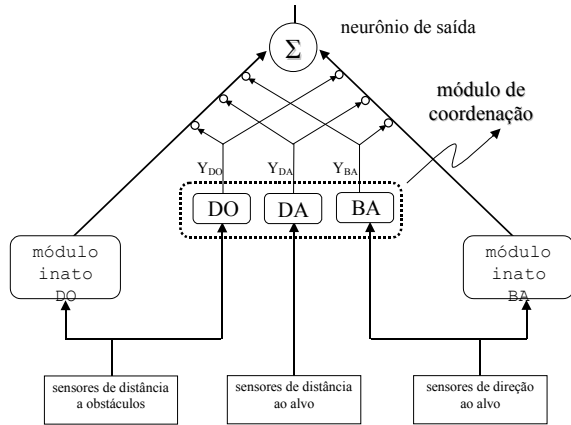 neurônio de saída
Σ
módulo de
coordenação
Y_DO
Y_DA
Y_BA
DO
DA
BA
módulo
inato
DO
módulo
inato
BA
sensores de distância
a obstáculos
sensores de distância
ao alvo
sensores de direção
ao alvo